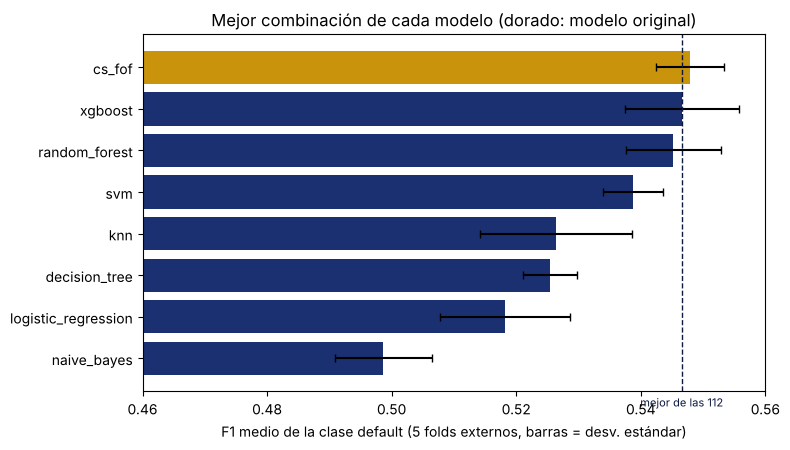 Mejor combinación de cada modelo (dorado: modelo original)
cs_fof
xgboost
random_forest
svm
knn
decision_tree
logistic_regression
naive_bayes
0.46 0.48 0.50 0.52 0.54 0.56
mejor de las 112
F1 medio de la clase default (5 folds externos, barras = desv. estándar)